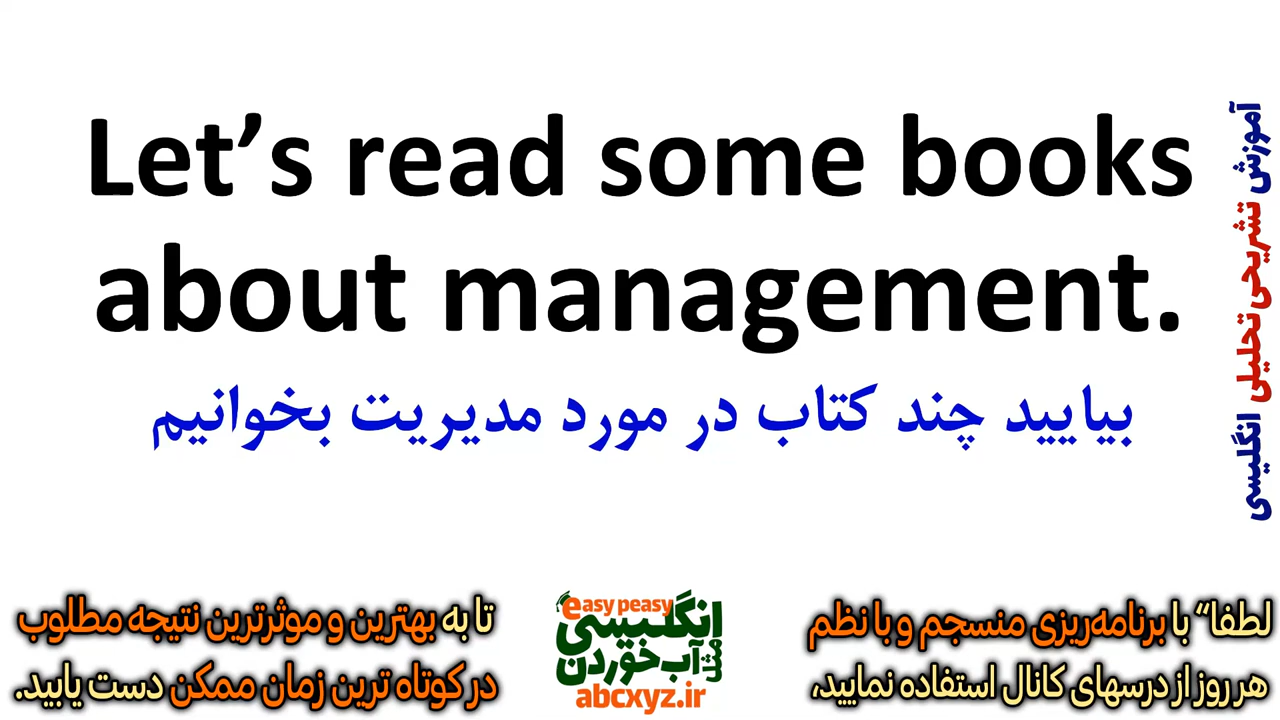 Let’s read some books
about management.
بیایید چند کتاب در مورد مدیریت بخوانیم
آموزش تشریحی تحلیلی انگلیسی
لطفا“ با برنامه‌ریزی منسجم و با نظم
هر روز از درسهای کانال استفاده نمایید،
easy peasy
انگلیسی
مثل آب خوردن
abcxyz.ir
تا به بهترین و موثرترین نتیجه مطلوب
در کوتاه ترین زمان ممکن دست یابید.